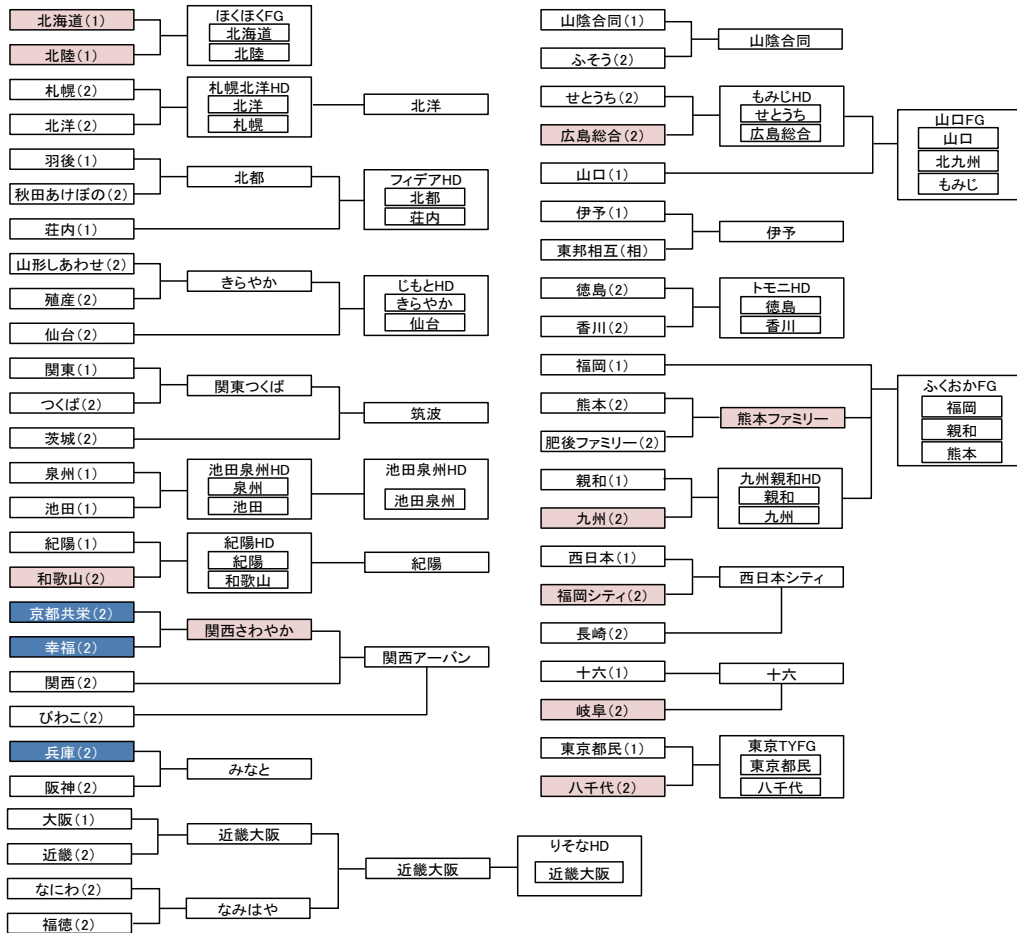 北海道(1)
北陸(1)
ほくほくFG
北海道
北陸
札幌(2)
北洋(2)
札幌北洋HD
北洋
札幌
北洋
羽後(1)
秋田あけぼの(2)
北都
荘内(1)
フィデアHD
北都
荘内
山形しあわせ(2)
殖産(2)
きらやか
仙台(2)
じもとHD
きらやか
仙台
関東(1)
つくば(2)
関東つくば
茨城(2)
筑波
泉州(1)
池田(1)
池田泉州HD
泉州
池田
池田泉州HD
池田泉州
紀陽(1)
和歌山(2)
紀陽HD
紀陽
和歌山
紀陽
京都共栄(2)
幸福(2)
関西さわやか
関西(2)
関西アーバン
びわこ(2)
兵庫(2)
阪神(2)
みなと
大阪(1)
近畿(2)
近畿大阪
なにわ(2)
福徳(2)
なみはや
近畿大阪
りそなHD
近畿大阪
山陰合同(1)
ふそう(2)
山陰合同
せとうち(2)
広島総合(2)
もみじHD
せとうち
広島総合
山口(1)
山口FG
山口
北九州
もみじ
伊予(1)
東邦相互(相)
伊予
徳島(2)
香川(2)
トモニHD
徳島
香川
福岡(1)
熊本(2)
肥後ファミリー(2)
熊本ファミリー
親和(1)
九州(2)
九州親和HD
親和
九州
ふくおかFG
福岡
親和
熊本
西日本(1)
福岡シティ(2)
西日本シティ
長崎(2)
十六(1)
岐阜(2)
十六
東京都民(1)
八千代(2)
東京TYFG
東京都民
八千代